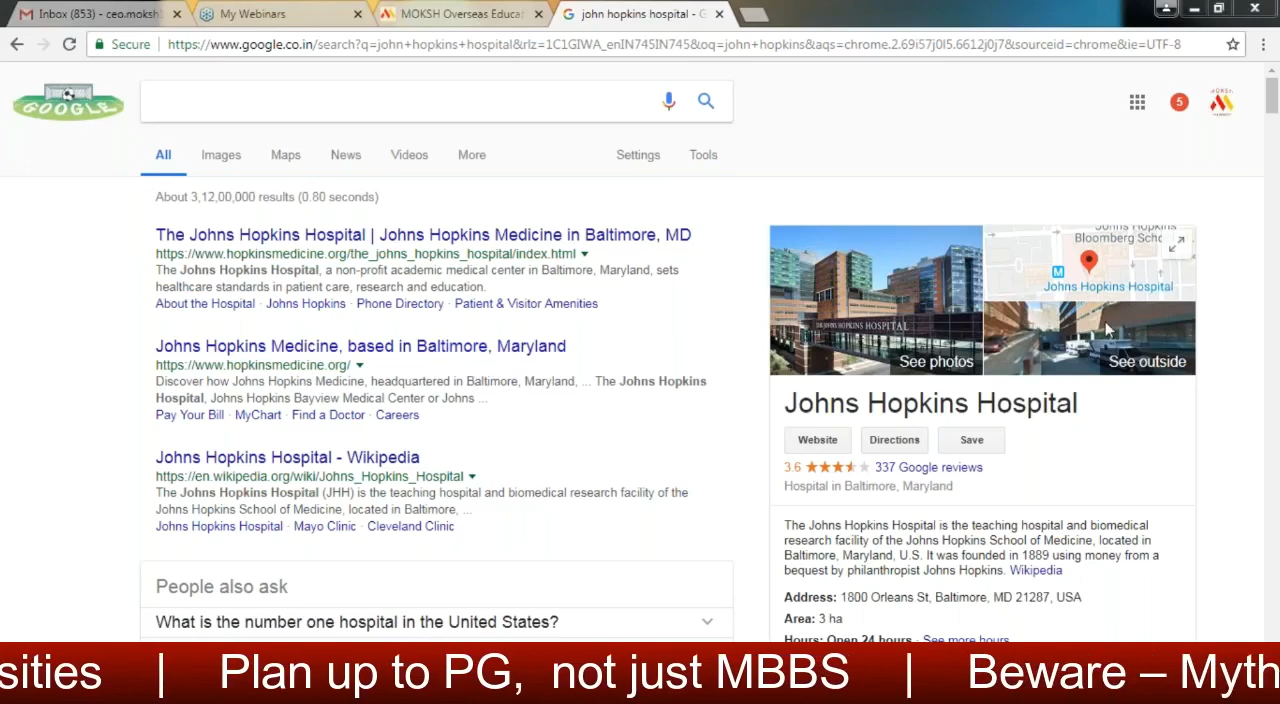 Inbox (853) - ceo.moksh
My Webinars
MOKSH Overseas Educat
john hopkins hospital - G
Secure
https://www.google.co.in/search?q=john+hopkins+hospital&rlz=1C1GIWA_enIN745IN745&oq=john+hopkins&aqs=chrome.2.69i57j0l5.6612j0j7&sourceid=chrome&ie=UTF-8
GOOGLE
5
All Images Maps News Videos More Settings Tools
About 3,12,00,000 results (0.80 seconds)
The Johns Hopkins Hospital | Johns Hopkins Medicine in Baltimore, MD
https://www.hopkinsmedicine.org/the_johns_hopkins_hospital/index.html
The Johns Hopkins Hospital, a non-profit academic medical center in Baltimore, Maryland, sets
healthcare standards in patient care, research and education.
About the Hospital · Johns Hopkins · Phone Directory · Patient & Visitor Amenities
Johns Hopkins Medicine, based in Baltimore, Maryland
https://www.hopkinsmedicine.org/
Discover how Johns Hopkins Medicine, headquartered in Baltimore, Maryland, ... The Johns Hopkins
Hospital, Johns Hopkins Bayview Medical Center or Johns ...
Pay Your Bill · MyChart · Find a Doctor · Careers
Johns Hopkins Hospital - Wikipedia
https://en.wikipedia.org/wiki/Johns_Hopkins_Hospital
The Johns Hopkins Hospital (JHH) is the teaching hospital and biomedical research facility of the
Johns Hopkins School of Medicine, located in Baltimore, ...
Johns Hopkins Hospital · Mayo Clinic · Cleveland Clinic
People also ask
What is the number one hospital in the United States?
THE JOHNS HOPKINS HOSPITAL
See photos
Johns Hopkins
Bloomberg Scho
M
Johns Hopkins Hospital
See outside
Johns Hopkins Hospital
Website Directions Save
3.6 337 Google reviews
Hospital in Baltimore, Maryland
The Johns Hopkins Hospital is the teaching hospital and biomedical
research facility of the Johns Hopkins School of Medicine, located in
Baltimore, Maryland, U.S. It was founded in 1889 using money from a
bequest by philanthropist Johns Hopkins. Wikipedia
Address: 1800 Orleans St, Baltimore, MD 21287, USA
Area: 3 ha
Hours: Open 24 hours · See more hours
sities | Plan up to PG, not just MBBS | Beware – Myth